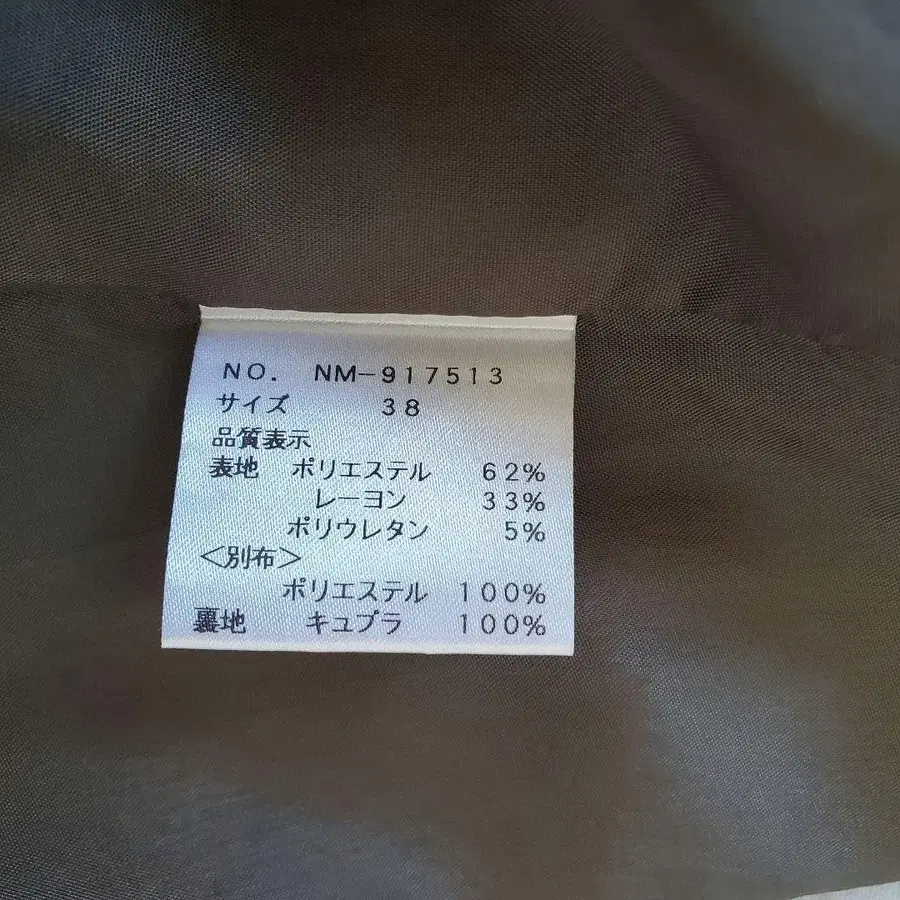 NO. NM-917513
サイズ 38
品質表示
表地 ポリエステル 62%
レーヨン 33%
ポリウレタン 5%
<別布>
ポリエステル 100%
裏地 キュプラ 100%